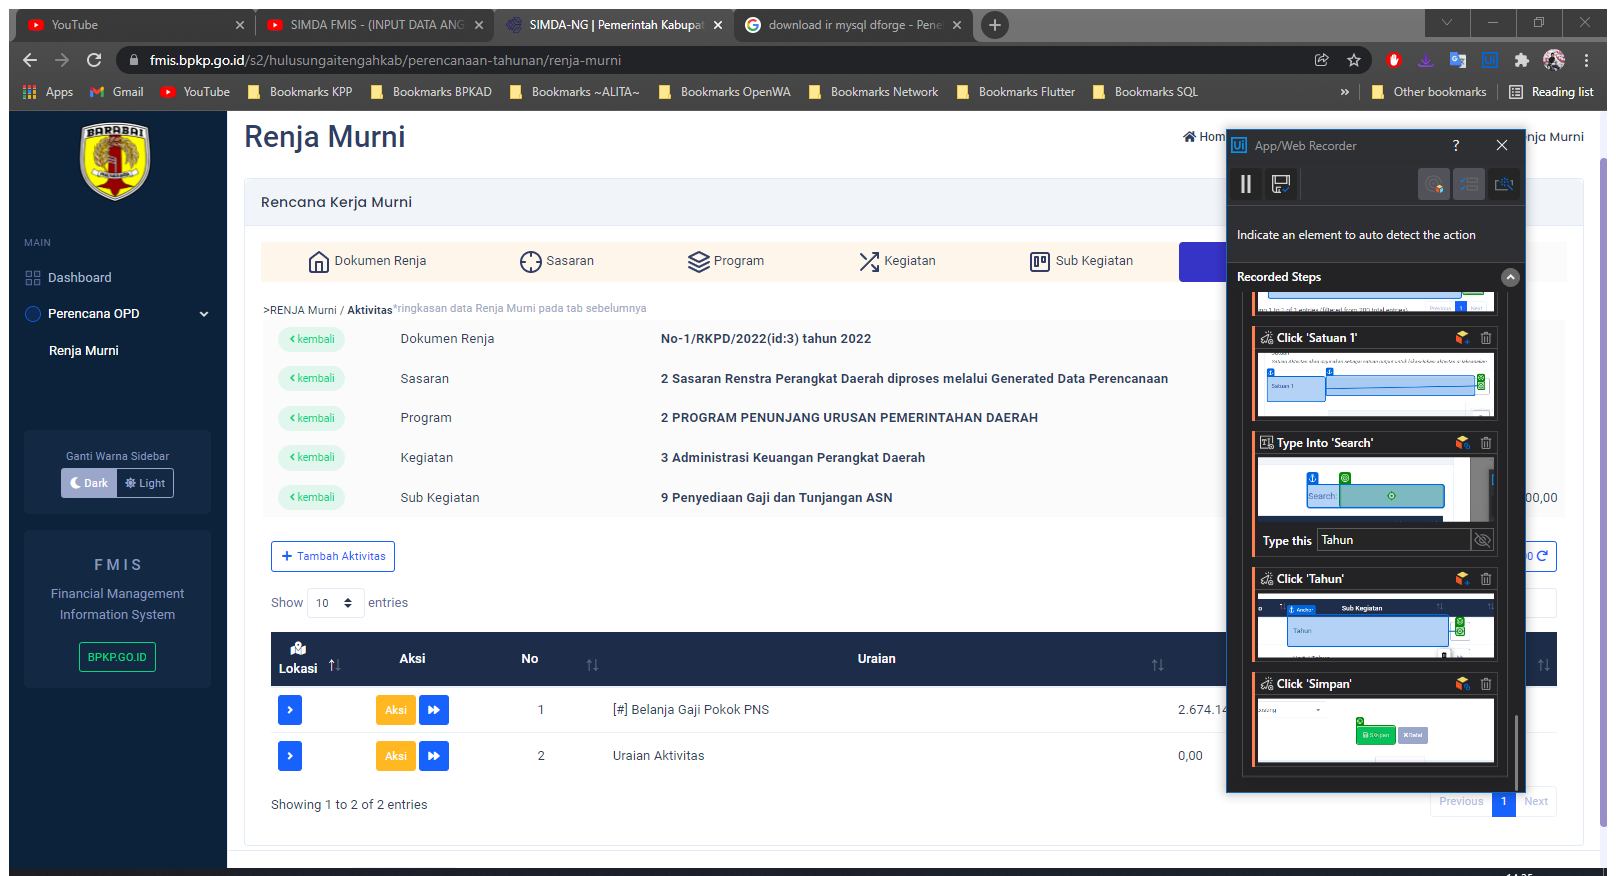 YouTube
SIMDA FMIS - (INPUT DATA ANG
SIMDA-NG | Pemerintah Kabupat
download ir mysql dforge - Pene
fmis.bpkp.go.id/s2/hulusungaitengahkab/perencanaan-tahunan/renja-murni
Apps
Gmail
YouTube
Bookmarks KPP
Bookmarks BPKAD
Bookmarks ~ALITA~
Bookmarks OpenWA
Bookmarks Network
Bookmarks Flutter
Bookmarks SQL
»
Other bookmarks
Reading list
BARABAI
MAIN
Dashboard
Perencana OPD
Renja Murni
Ganti Warna Sidebar
Dark
Light
FMIS
Financial Management
Information System
BPKP.GO.ID
Renja Murni
Hom
nja Murni
Rencana Kerja Murni
Dokumen Renja
Sasaran
Program
Kegiatan
Sub Kegiatan
>RENJA Murni / Aktivitas*ringkasan data Renja Murni pada tab sebelumnya
kembali Dokumen Renja No-1/RKPD/2022(id:3) tahun 2022
kembali Sasaran 2 Sasaran Renstra Perangkat Daerah diproses melalui Generated Data Perencanaan
kembali Program 2 PROGRAM PENUNJANG URUSAN PEMERINTAHAN DAERAH
kembali Kegiatan 3 Administrasi Keuangan Perangkat Daerah
kembali Sub Kegiatan 9 Penyediaan Gaji dan Tunjangan ASN
00,00
+ Tambah Aktivitas
00
Show 10 entries
Lokasi Aksi No Uraian
Aksi 1 [#] Belanja Gaji Pokok PNS 2.674.14
Aksi 2 Uraian Aktivitas 0,00
Showing 1 to 2 of 2 entries
Previous 1 Next
Ui App/Web Recorder ?
Indicate an element to auto detect the action
Recorded Steps
Click 'Satuan 1'
Satuan 1
Type Into 'Search'
Search:
Type this Tahun
Click 'Tahun'
Anchor
Sub Kegiatan
Tahun
Click 'Simpan'
Simpan
Batal